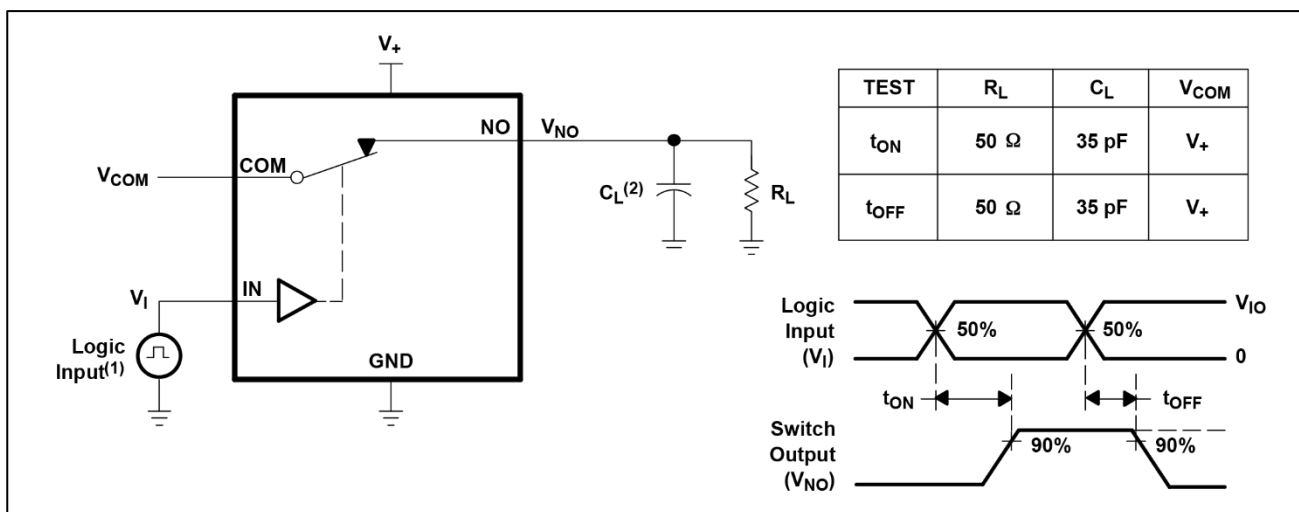 V+
NO
VNO
COM
VCOM
CL(2)
RL
VI
IN
Logic
Input(1)
GND
TEST RL CL VCOM
tON 50 Ω 35 pF V+
tOFF 50 Ω 35 pF V+
Logic
Input
(VI)
50%
50%
VIO
0
tON
tOFF
Switch
Output
(VNO)
90%
90%